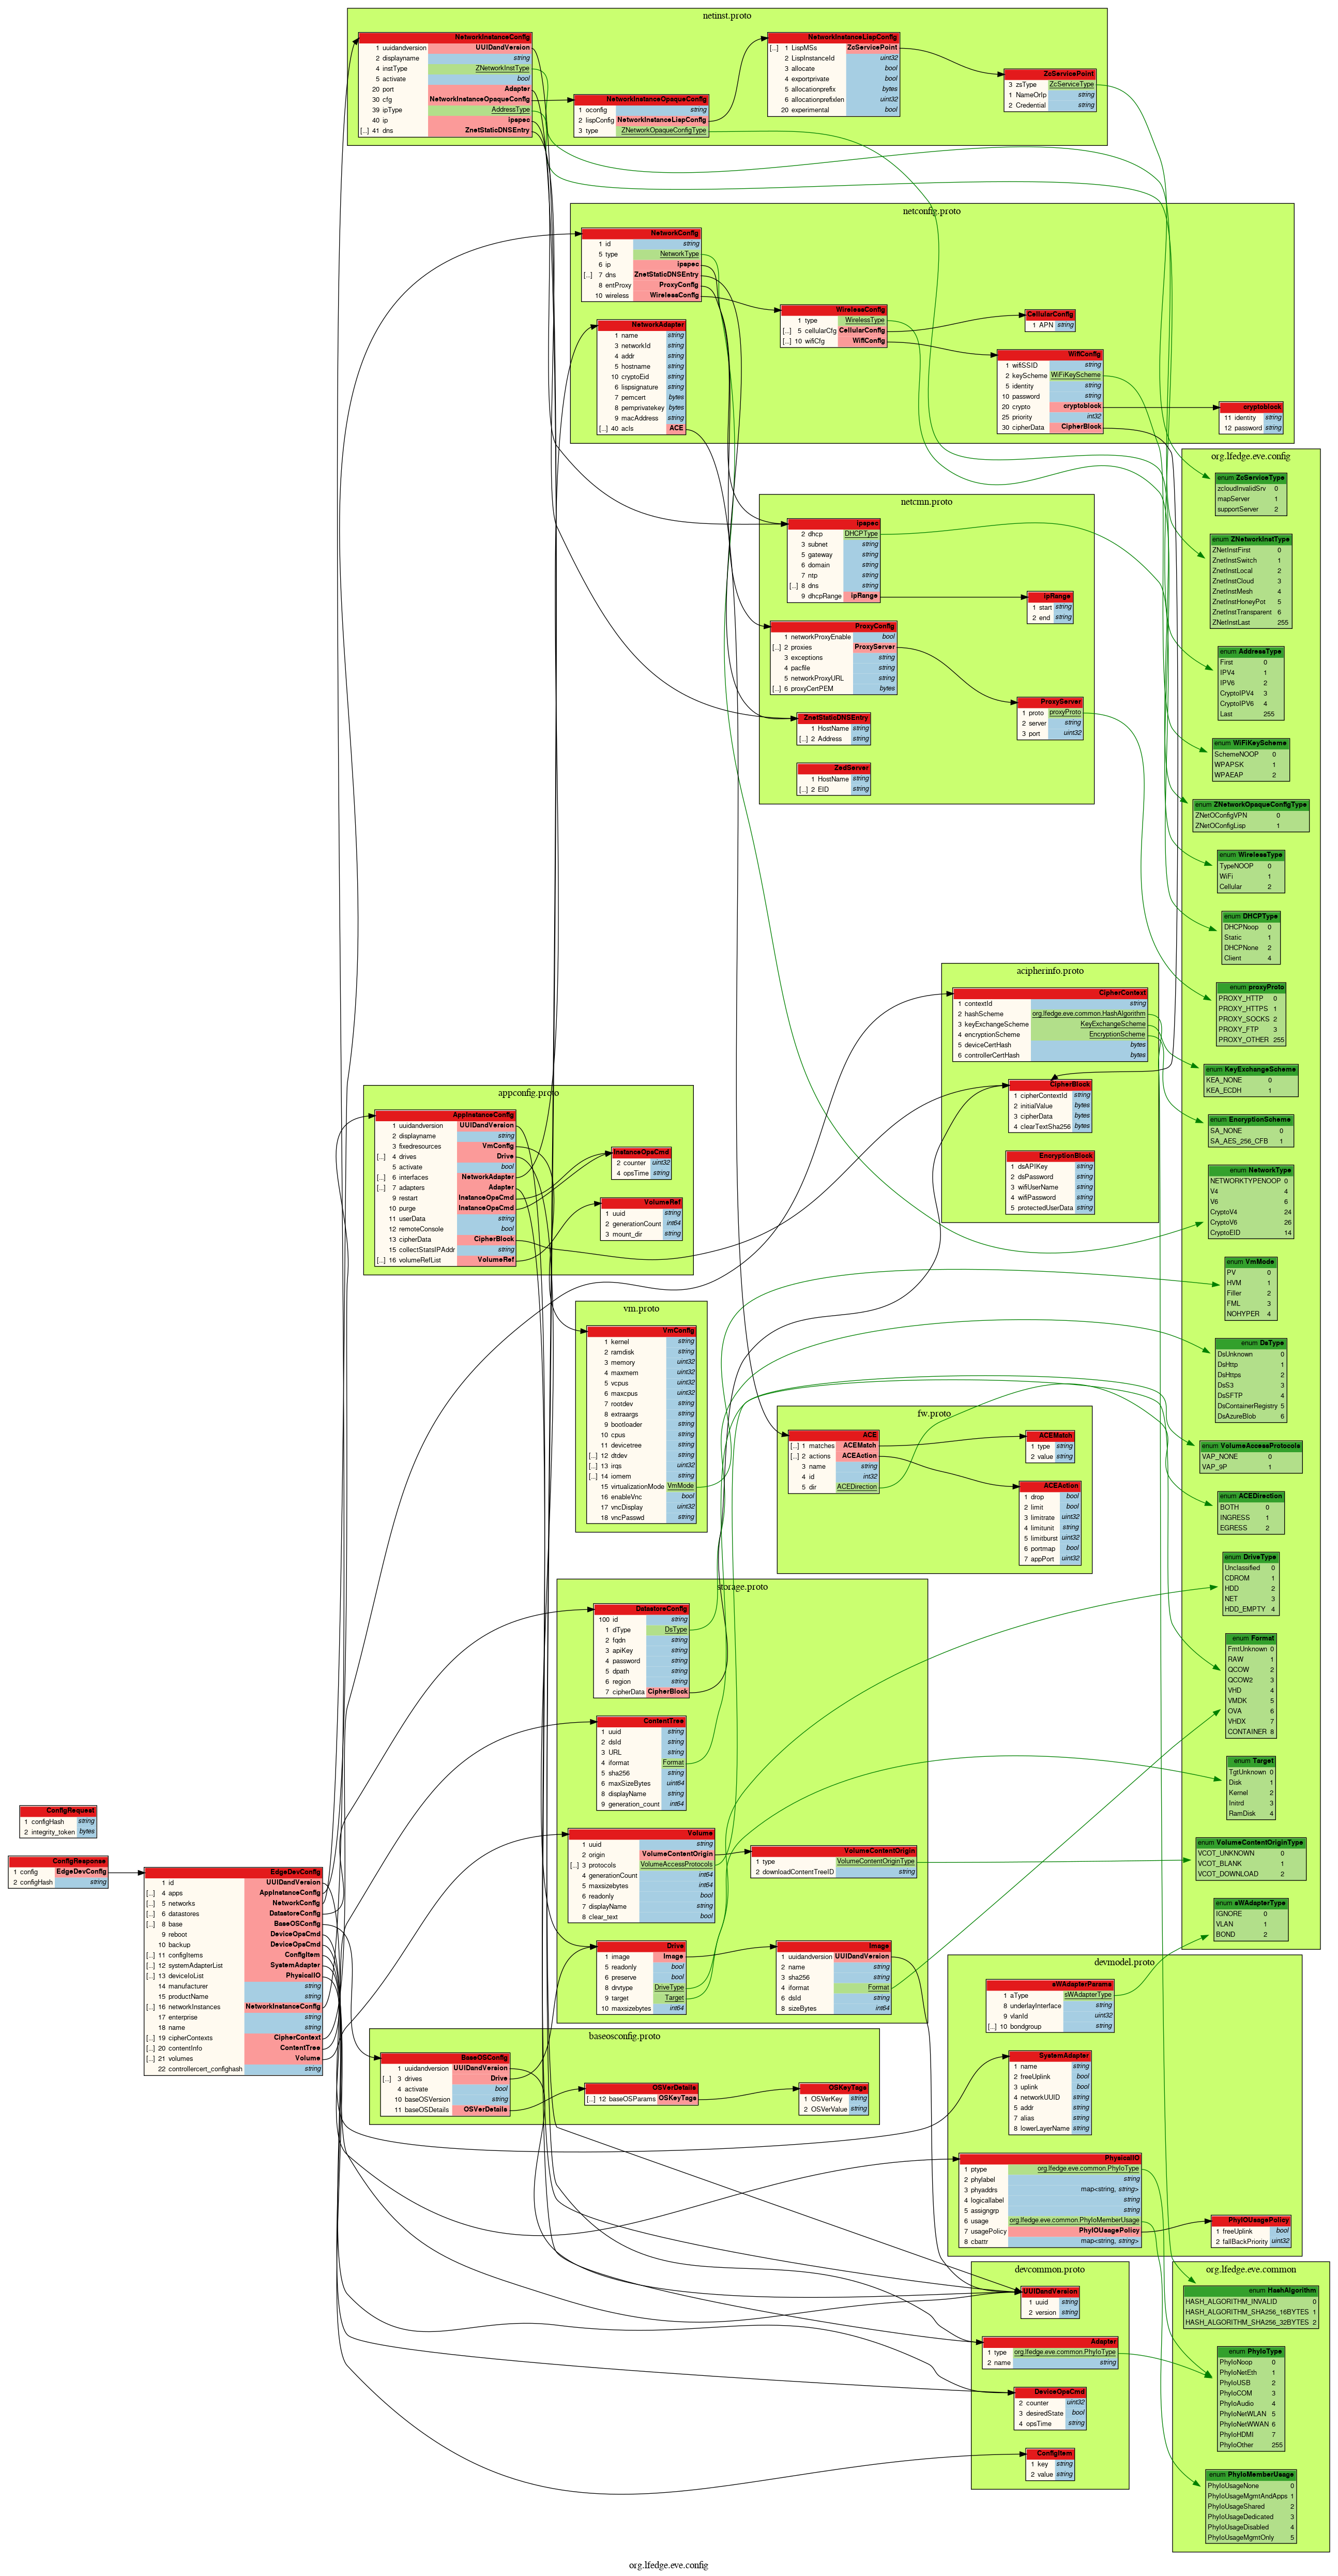 netinst.proto
NetworkInstanceConfig
1 uuidandversion UUIDandVersion
2 displayname string
4 instType ZNetworkInstType
5 activate bool
20 port Adapter
30 cfg NetworkInstanceOpaqueConfig
39 ipType AddressType
40 ip ipspec
[...] 41 dns ZnetStaticDNSEntry
NetworkInstanceOpaqueConfig
1 oconfig string
2 lispConfig NetworkInstanceLispConfig
3 type ZNetworkOpaqueConfigType
NetworkInstanceLispConfig
[...] 1 LispMSs ZcServicePoint
2 LispInstanceId uint32
3 allocate bool
4 exportprivate bool
5 allocationprefix bytes
6 allocationprefixlen uint32
20 experimental bool
ZcServicePoint
3 zsType ZcServiceType
1 NameOrIp string
2 Credential string
netconfig.proto
NetworkConfig
1 id string
5 type NetworkType
6 ip ipspec
[...] 7 dns ZnetStaticDNSEntry
8 entProxy ProxyConfig
10 wireless WirelessConfig
NetworkAdapter
1 name string
3 networkId string
4 addr string
5 hostname string
10 cryptoEid string
6 lispsignature string
7 pemcert bytes
8 pemprivatekey bytes
9 macAddress string
[...] 40 acls ACE
WirelessConfig
1 type WirelessType
[...] 5 cellularCfg CellularConfig
[...] 10 wifiCfg WifiConfig
CellularConfig
1 APN string
WifiConfig
1 wifiSSID string
2 keyScheme WiFiKeyScheme
5 identity string
10 password string
20 crypto cryptoblock
25 priority int32
30 cipherData CipherBlock
cryptoblock
11 identity string
12 password string
netcmn.proto
ipspec
2 dhcp DHCPType
3 subnet string
5 gateway string
6 domain string
7 ntp string
[...] 8 dns string
9 dhcpRange ipRange
ipRange
1 start string
2 end string
ProxyConfig
1 networkProxyEnable bool
[...] 2 proxies ProxyServer
3 exceptions string
4 pacfile string
5 networkProxyURL string
[...] 6 proxyCertPEM bytes
ProxyServer
1 proto proxyProto
2 server string
3 port uint32
ZnetStaticDNSEntry
1 HostName string
[...] 2 Address string
ZedServer
1 HostName string
[...] 2 EID string
org.lfedge.eve.config
enum ZcServiceType
zcloudInvalidSrv 0
mapServer 1
supportServer 2
enum ZNetworkInstType
ZNetInstFirst 0
ZnetInstSwitch 1
ZnetInstLocal 2
ZnetInstCloud 3
ZnetInstMesh 4
ZnetInstHoneyPot 5
ZnetInstTransparent 6
ZNetInstLast 255
enum AddressType
First 0
IPV4 1
IPV6 2
CryptoIPV4 3
CryptoIPV6 4
Last 255
enum WiFiKeyScheme
SchemeNOOP 0
WPAPSK 1
WPAEAP 2
enum ZNetworkOpaqueConfigType
ZNetOConfigVPN 0
ZNetOConfigLisp 1
enum WirelessType
TypeNOOP 0
WiFi 1
Cellular 2
enum DHCPType
DHCPNoop 0
Static 1
DHCPNone 2
Client 4
enum proxyProto
PROXY_HTTP 0
PROXY_HTTPS 1
PROXY_SOCKS 2
PROXY_FTP 3
PROXY_OTHER 255
enum KeyExchangeScheme
KEA_NONE 0
KEA_ECDH 1
enum EncryptionScheme
SA_NONE 0
SA_AES_256_CFB 1
enum NetworkType
NETWORKTYPENOOP 0
V4 4
V6 6
CryptoV4 24
CryptoV6 26
CryptoEID 14
enum VmMode
PV 0
HVM 1
Filler 2
FML 3
NOHYPER 4
enum DsType
DsUnknown 0
DsHttp 1
DsHttps 2
DsS3 3
DsSFTP 4
DsContainerRegistry 5
DsAzureBlob 6
enum VolumeAccessProtocols
VAP_NONE 0
VAP_9P 1
enum ACEDirection
BOTH 0
INGRESS 1
EGRESS 2
enum DriveType
Unclassified 0
CDROM 1
HDD 2
NET 3
HDD_EMPTY 4
enum Format
FmtUnknown 0
RAW 1
QCOW 2
QCOW2 3
VHD 4
VMDK 5
OVA 6
VHDX 7
CONTAINER 8
enum Target
TgtUnknown 0
Disk 1
Kernel 2
Initrd 3
RamDisk 4
enum VolumeContentOriginType
VCOT_UNKNOWN 0
VCOT_BLANK 1
VCOT_DOWNLOAD 2
enum sWAdapterType
IGNORE 0
VLAN 1
BOND 2
acipherinfo.proto
CipherContext
1 contextId string
2 hashScheme org.lfedge.eve.common.HashAlgorithm
3 keyExchangeScheme KeyExchangeScheme
4 encryptionScheme EncryptionScheme
5 deviceCertHash bytes
6 controllerCertHash bytes
CipherBlock
1 cipherContextId string
2 initialValue bytes
3 cipherData bytes
4 clearTextSha256 bytes
EncryptionBlock
1 dsAPIKey string
2 dsPassword string
3 wifiUserName string
4 wifiPassword string
5 protectedUserData string
appconfig.proto
AppInstanceConfig
1 uuidandversion UUIDandVersion
2 displayname string
3 fixedresources VmConfig
[...] 4 drives Drive
5 activate bool
[...] 6 interfaces NetworkAdapter
[...] 7 adapters Adapter
9 restart InstanceOpsCmd
10 purge InstanceOpsCmd
11 userData string
12 remoteConsole bool
13 cipherData CipherBlock
15 collectStatsIPAddr string
[...] 16 volumeRefList VolumeRef
InstanceOpsCmd
2 counter uint32
4 opsTime string
VolumeRef
1 uuid string
2 generationCount int64
3 mount_dir string
vm.proto
VmConfig
1 kernel string
2 ramdisk string
3 memory uint32
4 maxmem uint32
5 vcpus uint32
6 maxcpus uint32
7 rootdev string
8 extraargs string
9 bootloader string
10 cpus string
11 devicetree string
[...] 12 dtdev string
[...] 13 irqs uint32
[...] 14 iomem string
15 virtualizationMode VmMode
16 enableVnc bool
17 vncDisplay uint32
18 vncPasswd string
fw.proto
ACE
[...] 1 matches ACEMatch
[...] 2 actions ACEAction
3 name string
4 id int32
5 dir ACEDirection
ACEMatch
1 type string
2 value string
ACEAction
1 drop bool
2 limit bool
3 limitrate uint32
4 limitunit string
5 limitburst uint32
6 portmap bool
7 appPort uint32
storage.proto
DatastoreConfig
100 id string
1 dType DsType
2 fqdn string
3 apiKey string
4 password string
5 dpath string
6 region string
7 cipherData CipherBlock
ContentTree
1 uuid string
2 dsId string
3 URL string
4 iformat Format
5 sha256 string
6 maxSizeBytes uint64
8 displayName string
9 generation_count int64
Volume
1 uuid string
2 origin VolumeContentOrigin
[...] 3 protocols VolumeAccessProtocols
4 generationCount int64
5 maxsizebytes int64
6 readonly bool
7 displayName string
8 clear_text bool
VolumeContentOrigin
1 type VolumeContentOriginType
2 downloadContentTreeID string
Drive
1 image Image
5 readonly bool
6 preserve bool
8 drvtype DriveType
9 target Target
10 maxsizebytes int64
Image
1 uuidandversion UUIDandVersion
2 name string
3 sha256 string
4 iformat Format
6 dsId string
8 sizeBytes int64
ConfigRequest
1 configHash string
2 integrity_token bytes
ConfigResponse
1 config EdgeDevConfig
2 configHash string
EdgeDevConfig
1 id UUIDandVersion
[...] 4 apps AppInstanceConfig
[...] 5 networks NetworkConfig
[...] 6 datastores DatastoreConfig
[...] 8 base BaseOSConfig
9 reboot DeviceOpsCmd
10 backup DeviceOpsCmd
[...] 11 configItems ConfigItem
[...] 12 systemAdapterList SystemAdapter
[...] 13 deviceIoList PhysicalIO
14 manufacturer string
15 productName string
[...] 16 networkInstances NetworkInstanceConfig
17 enterprise string
18 name string
[...] 19 cipherContexts CipherContext
[...] 20 contentInfo ContentTree
[...] 21 volumes Volume
22 controllercert_confighash string
baseosconfig.proto
BaseOSConfig
1 uuidandversion UUIDandVersion
[...] 3 drives Drive
4 activate bool
10 baseOSVersion string
11 baseOSDetails OSVerDetails
OSVerDetails
[...] 12 baseOSParams OSKeyTags
OSKeyTags
1 OSVerKey string
2 OSVerValue string
devmodel.proto
sWAdapterParams
1 aType sWAdapterType
8 underlayInterface string
9 vlanId uint32
[...] 10 bondgroup string
SystemAdapter
1 name string
2 freeUplink bool
3 uplink bool
4 networkUUID string
5 addr string
7 alias string
8 lowerLayerName string
PhysicalIO
1 ptype org.lfedge.eve.common.PhyIoType
2 phylabel string
3 phyaddrs map<string, string>
4 logicallabel string
5 assigngrp string
6 usage org.lfedge.eve.common.PhyIoMemberUsage
7 usagePolicy PhyIOUsagePolicy
8 cbattr map<string, string>
PhyIOUsagePolicy
1 freeUplink bool
2 fallBackPriority uint32
devcommon.proto
UUIDandVersion
1 uuid string
2 version string
Adapter
1 type org.lfedge.eve.common.PhyIoType
2 name string
DeviceOpsCmd
2 counter uint32
3 desiredState bool
4 opsTime string
ConfigItem
1 key string
2 value string
org.lfedge.eve.common
enum HashAlgorithm
HASH_ALGORITHM_INVALID 0
HASH_ALGORITHM_SHA256_16BYTES 1
HASH_ALGORITHM_SHA256_32BYTES 2
enum PhyIoType
PhyIoNoop 0
PhyIoNetEth 1
PhyIoUSB 2
PhyIoCOM 3
PhyIoAudio 4
PhyIoNetWLAN 5
PhyIoNetWWAN 6
PhyIoHDMI 7
PhyIoOther 255
enum PhyIoMemberUsage
PhyIoUsageNone 0
PhyIoUsageMgmtAndApps 1
PhyIoUsageShared 2
PhyIoUsageDedicated 3
PhyIoUsageDisabled 4
PhyIoUsageMgmtOnly 5
org.lfedge.eve.config